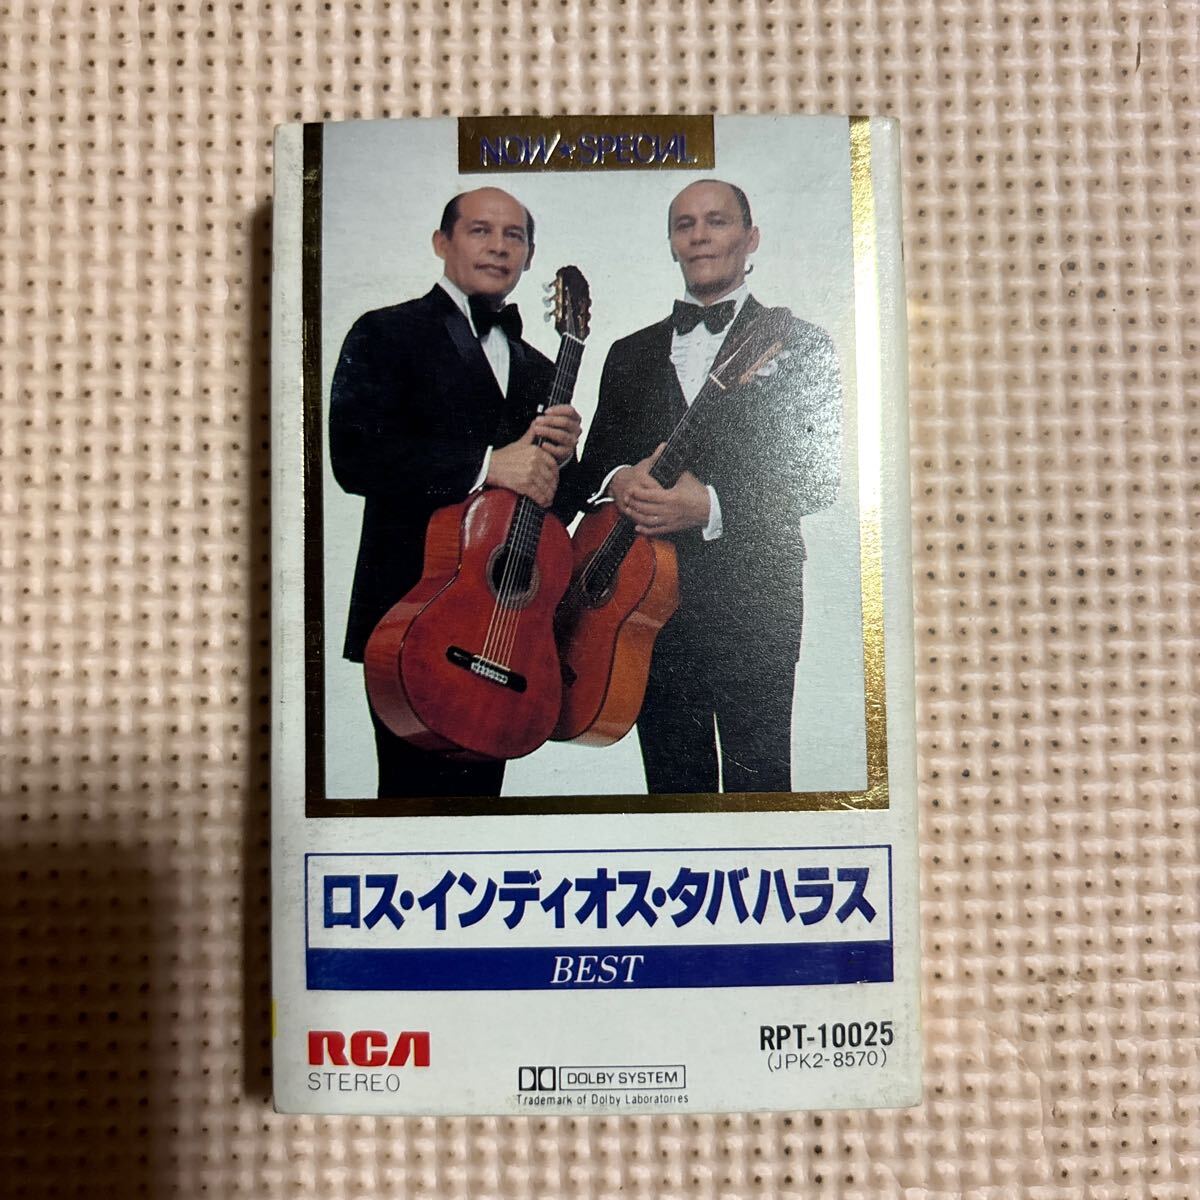 NOW★SPECIAL
ロス・インディオス・タバハラス
BEST
RCA
STEREO
DOLBY SYSTEM
Trademark of Dolby Laboratories
RPT-10025
(JPK2-8570)